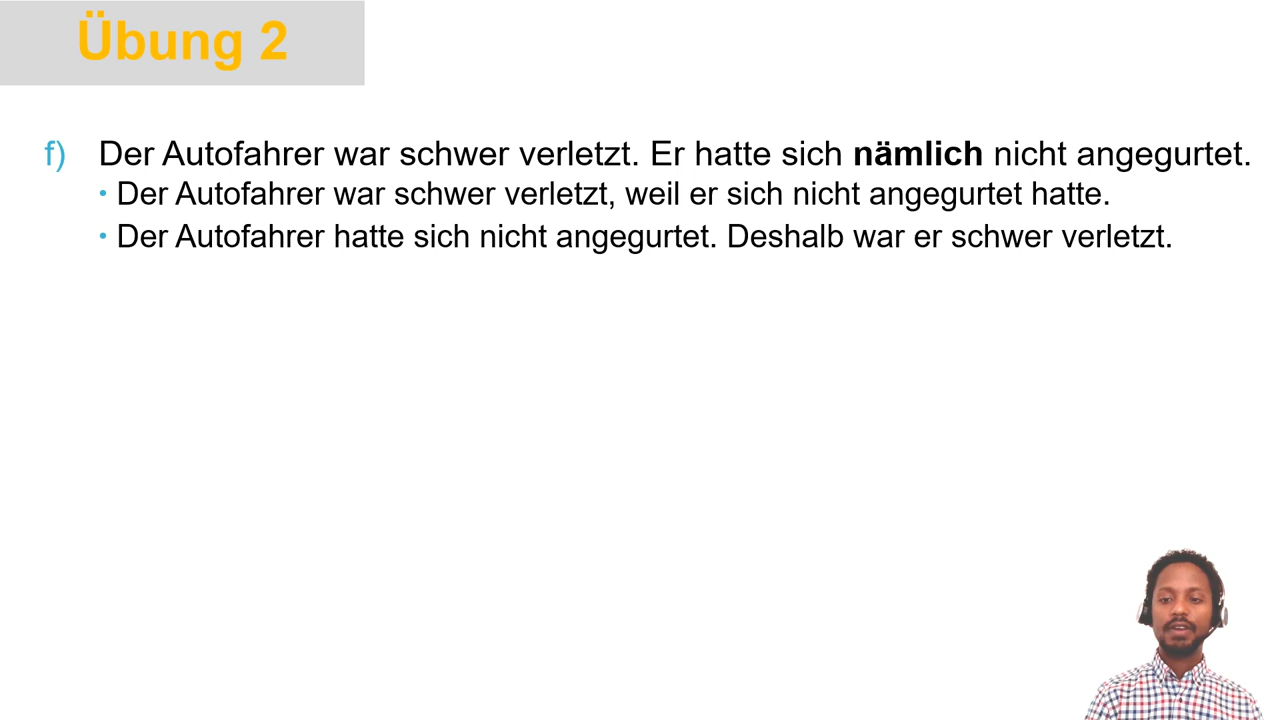 Übung 2
f) Der Autofahrer war schwer verletzt. Er hatte sich nämlich nicht angegurtet.
• Der Autofahrer war schwer verletzt, weil er sich nicht angegurtet hatte.
• Der Autofahrer hatte sich nicht angegurtet. Deshalb war er schwer verletzt.